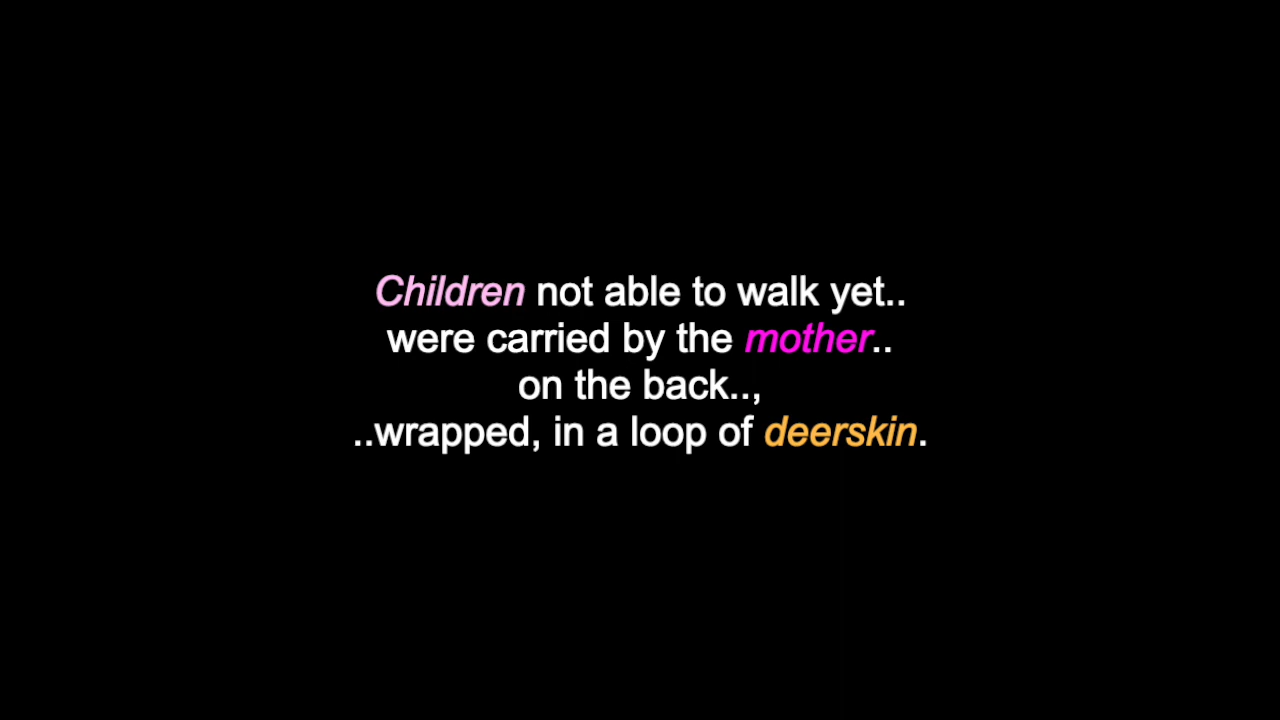 Children not able to walk yet..
were carried by the mother..
on the back..,
..wrapped, in a loop of deerskin.